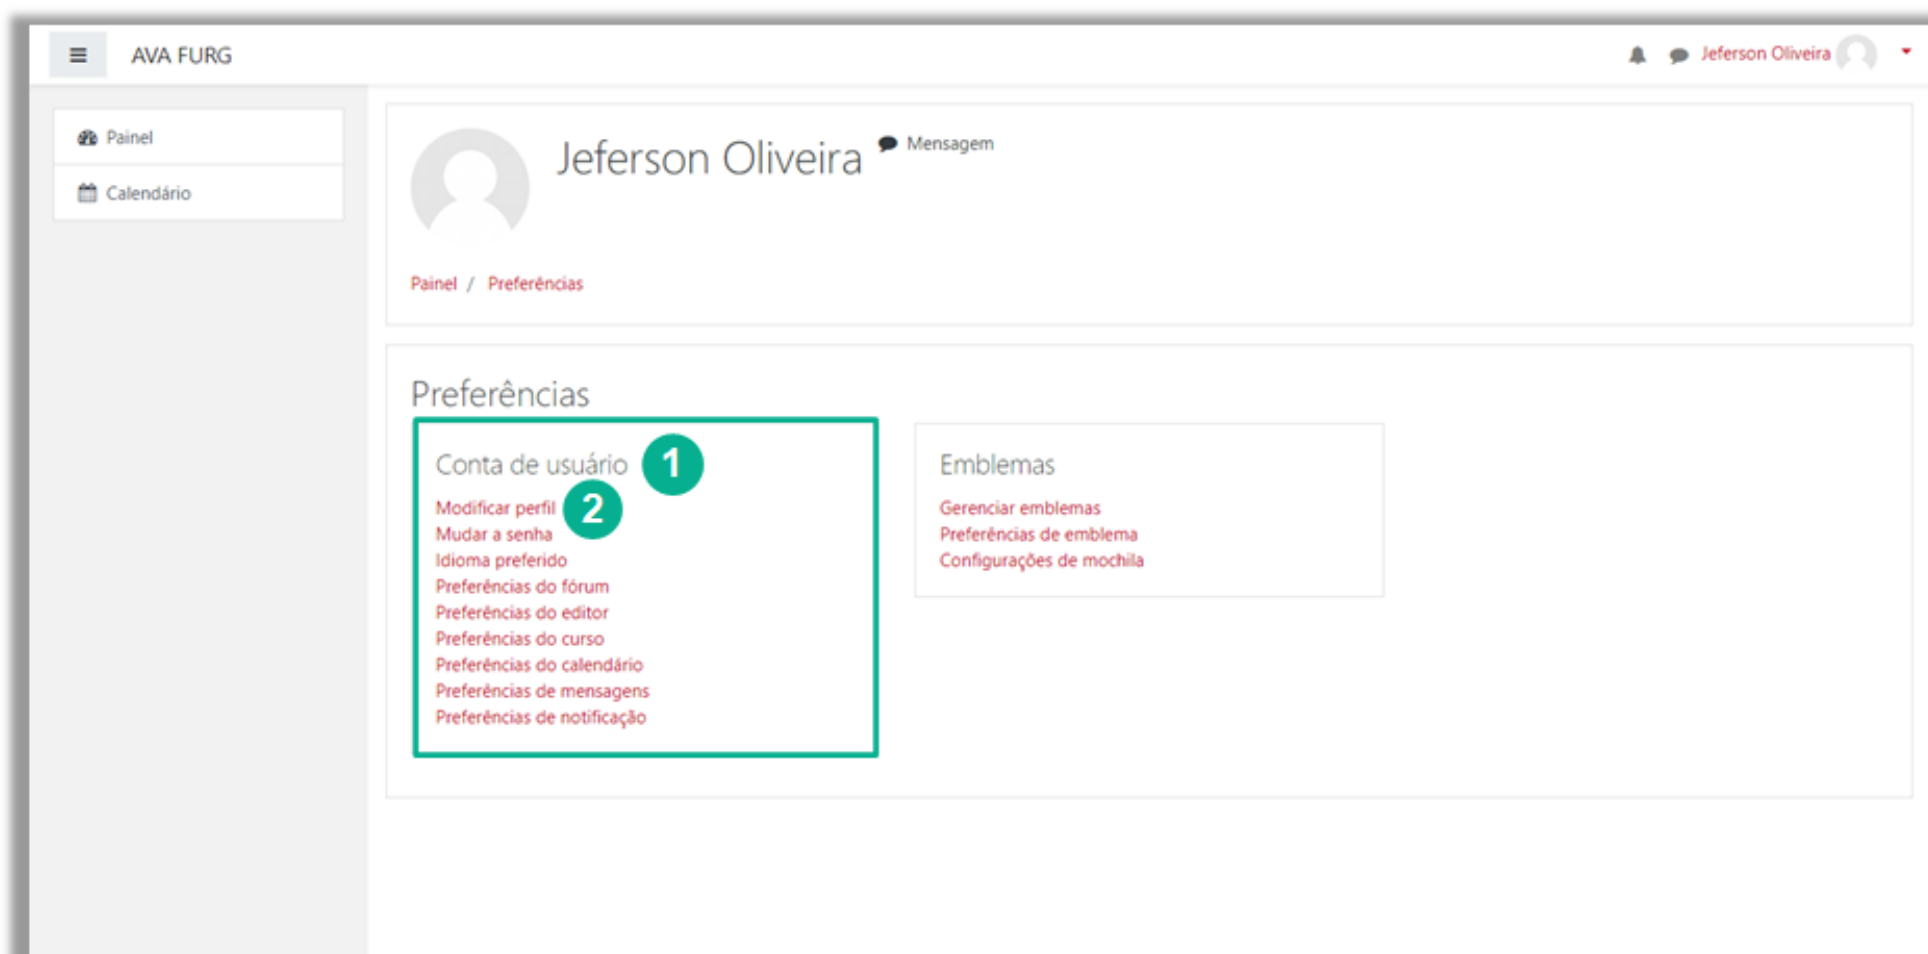 AVA FURG
Jeferson Oliveira
Painel
Calendário
Jeferson Oliveira
Mensagem
Painel / Preferências
Preferências
Conta de usuário 1
Modificar perfil 2
Mudar a senha
Idioma preferido
Preferências do fórum
Preferências do editor
Preferências do curso
Preferências do calendário
Preferências de mensagens
Preferências de notificação
Emblemas
Gerenciar emblemas
Preferências de emblema
Configurações de mochila